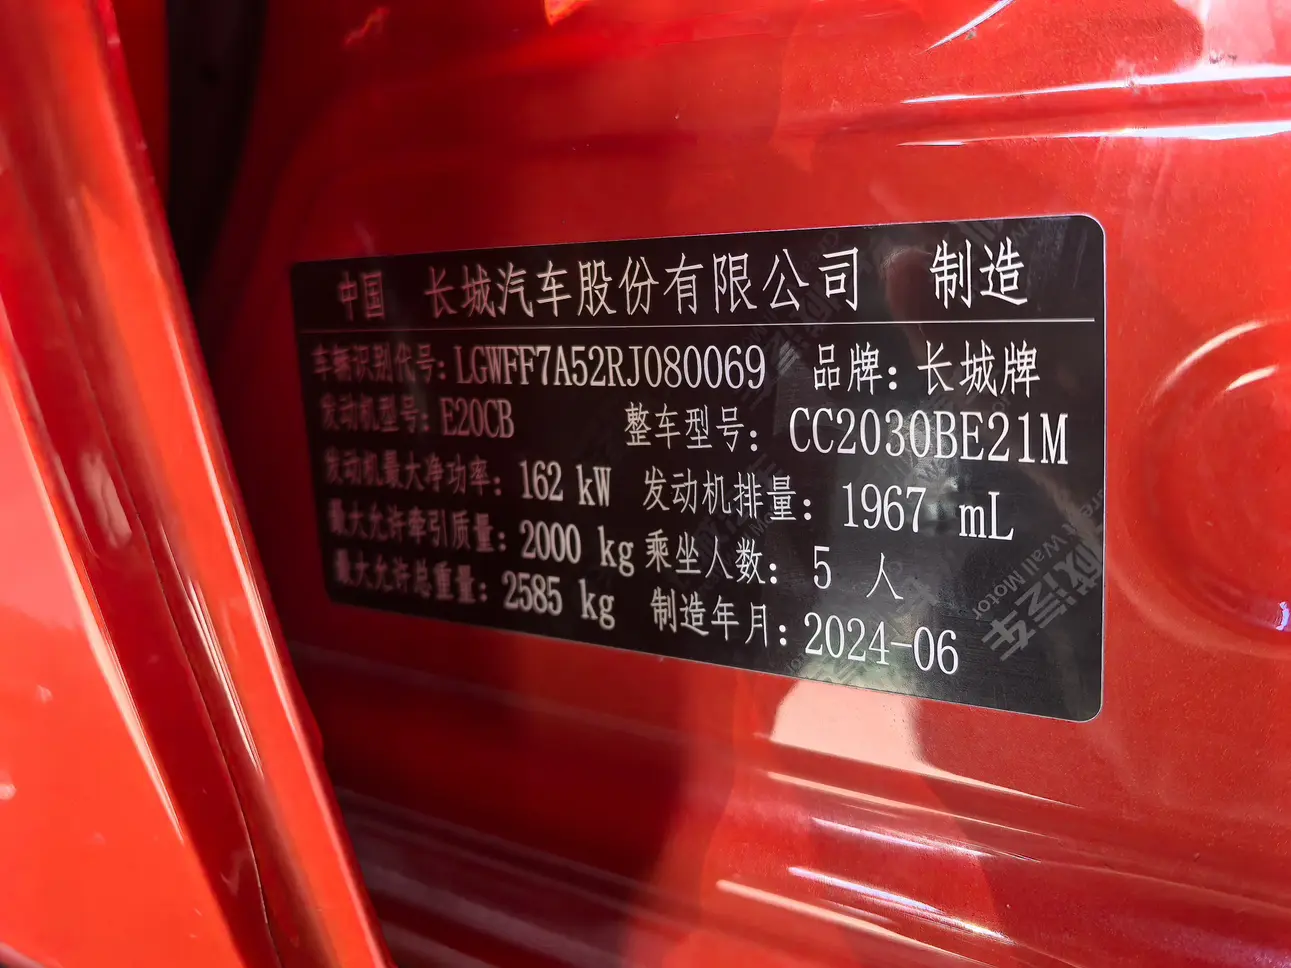 中国 长城汽车股份有限公司 制造
车辆识别代号:LGWFF7A52RJ080069 品牌:长城牌
发动机型号:E20CB 整车型号:CC2030BE21M
发动机最大净功率:162 kW 发动机排量:1967 mL
最大允许牵引质量:2000 kg 乘坐人数:5 人
最大允许总重量:2585 kg 制造年月:2024-06